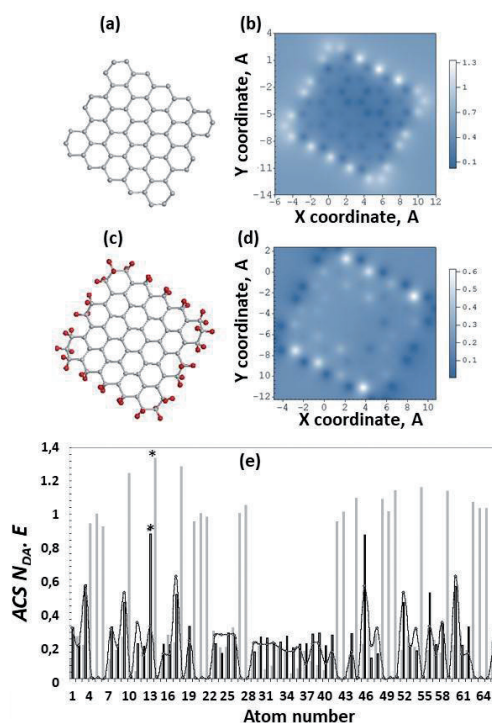 (a)
(b)
4
2
-1
-5
-8
-11
-14
-6 -4 -2 0 2 4 6 8 10 12
Y coordinate, A
X coordinate, A
1.3
1
0.4
0.1
(c)
(d)
2
0
-2
-4
-6
-8
-10
-12
-4 -2 0 2 4 6 8 10
Y coordinate, A
X coordinate, A
0.6
0.5
0.4
0.3
0.2
0.1
(e)
1,4
1.2
1
0,8
0,6
0,4
0,2
0
ACS N_DA. E
* *
1 4 7 10 13 16 19 22 25 28 31 34 37 40 43 46 49 52 55 58 61 64
Atom number